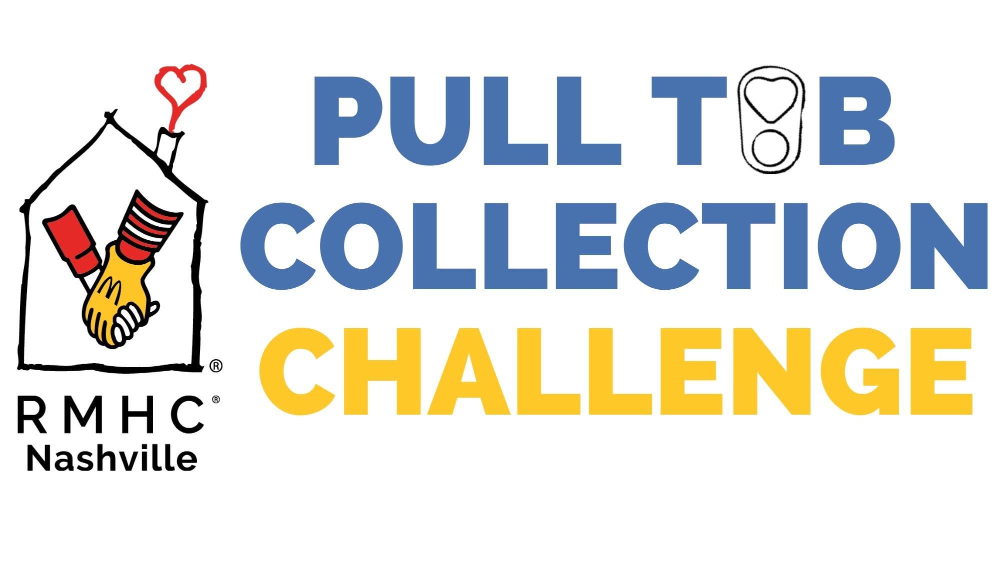 PULL TAB
COLLECTION
CHALLENGE
®
RMHC®
Nashville